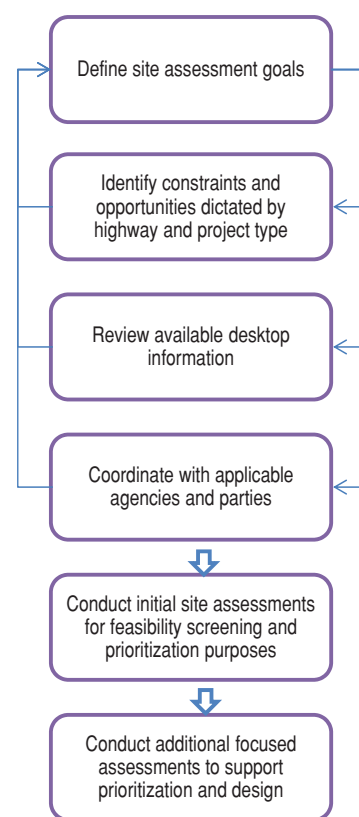 Define site assessment goals
Identify constraints and
opportunities dictated by
highway and project type
Review available desktop
information
Coordinate with applicable
agencies and parties
Conduct initial site assessments
for feasibility screening and
prioritization purposes
Conduct additional focused
assessments to support
prioritization and design